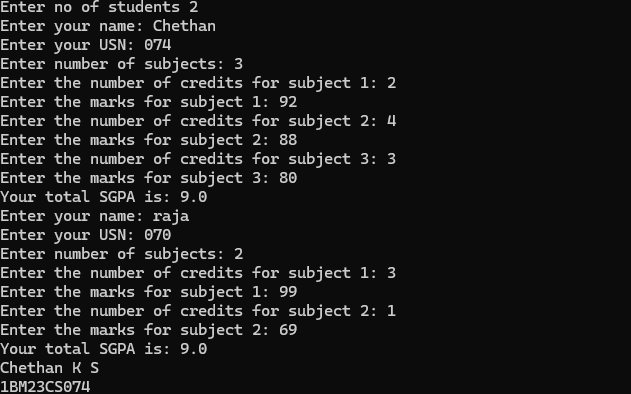 Enter no of students 2
Enter your name: Chethan
Enter your USN: 074
Enter number of subjects: 3
Enter the number of credits for subject 1: 2
Enter the marks for subject 1: 92
Enter the number of credits for subject 2: 4
Enter the marks for subject 2: 88
Enter the number of credits for subject 3: 3
Enter the marks for subject 3: 80
Your total SGPA is: 9.0
Enter your name: raja
Enter your USN: 070
Enter number of subjects: 2
Enter the number of credits for subject 1: 3
Enter the marks for subject 1: 99
Enter the number of credits for subject 2: 1
Enter the marks for subject 2: 69
Your total SGPA is: 9.0
Chethan K S
1BM23CS074